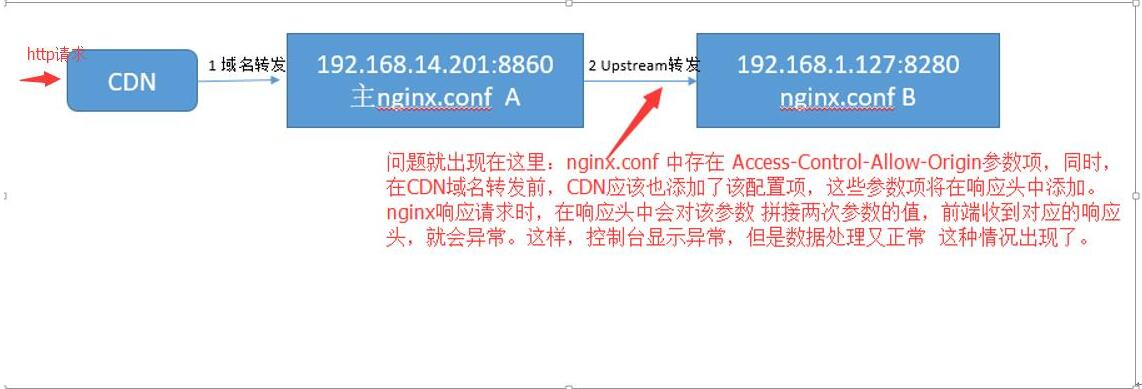 http请求
CDN
1 域名转发
192.168.14.201:8860
主nginx.conf A
2 Upstream转发
192.168.1.127:8280
nginx.conf B
问题就出现在这里：nginx.conf 中存在 Access-Control-Allow-Origin参数项，同时，
在CDN域名转发前，CDN应该也添加了该配置项，这些参数项将在响应头中添加。
nginx响应请求时，在响应头中会对该参数 拼接两次参数的值，前端收到对应的响应
头，就会异常。这样，控制台显示异常，但是数据处理又正常 这种情况出现了。